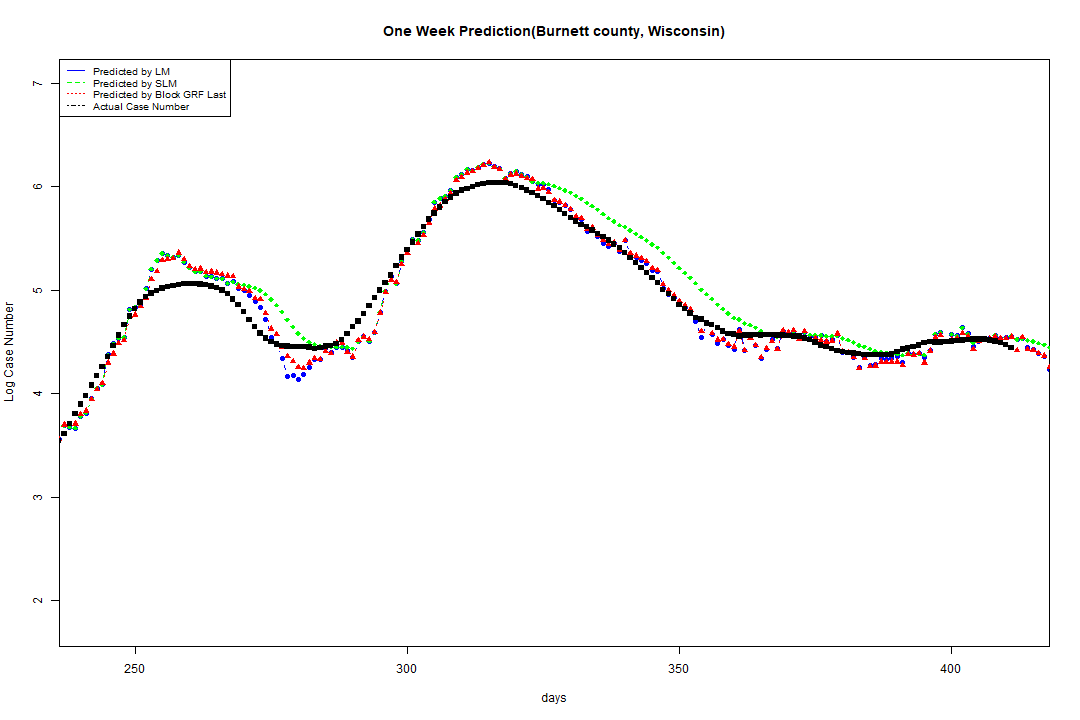 One Week Prediction(Burnett county, Wisconsin)
Predicted by LM
Predicted by SLM
Predicted by Block GRF Last
Actual Case Number
7
6
5
4
3
2
Log Case Number
250 300 350 400
days